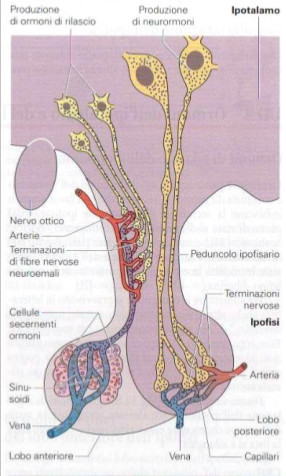 Produzione
di ormoni di rilascio
Produzione
di neurormoni
Ipotalamo
Nervo ottico
Arterie
Terminazioni
di fibre nervose
neuroemali
Peduncolo ipofisario
Terminazioni
nervose
Ipofisi
Cellule
secernenti
ormoni
Arteria
Sinu-
soidi
Lobo
posteriore
Vena
Lobo anteriore
Vena
Capillari